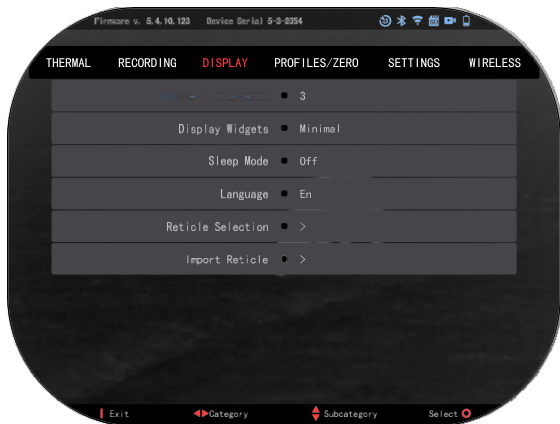 Firmware v. 5.4.10.123 Device Serial 5-3-2354
THERMAL RECORDING DISPLAY PROFILES/ZERO SETTINGS WIRELESS
3
Display Widgets Minimal
Sleep Mode Off
Language En
Reticle Selection >
Import Reticle >
Exit Category Subcategory Select